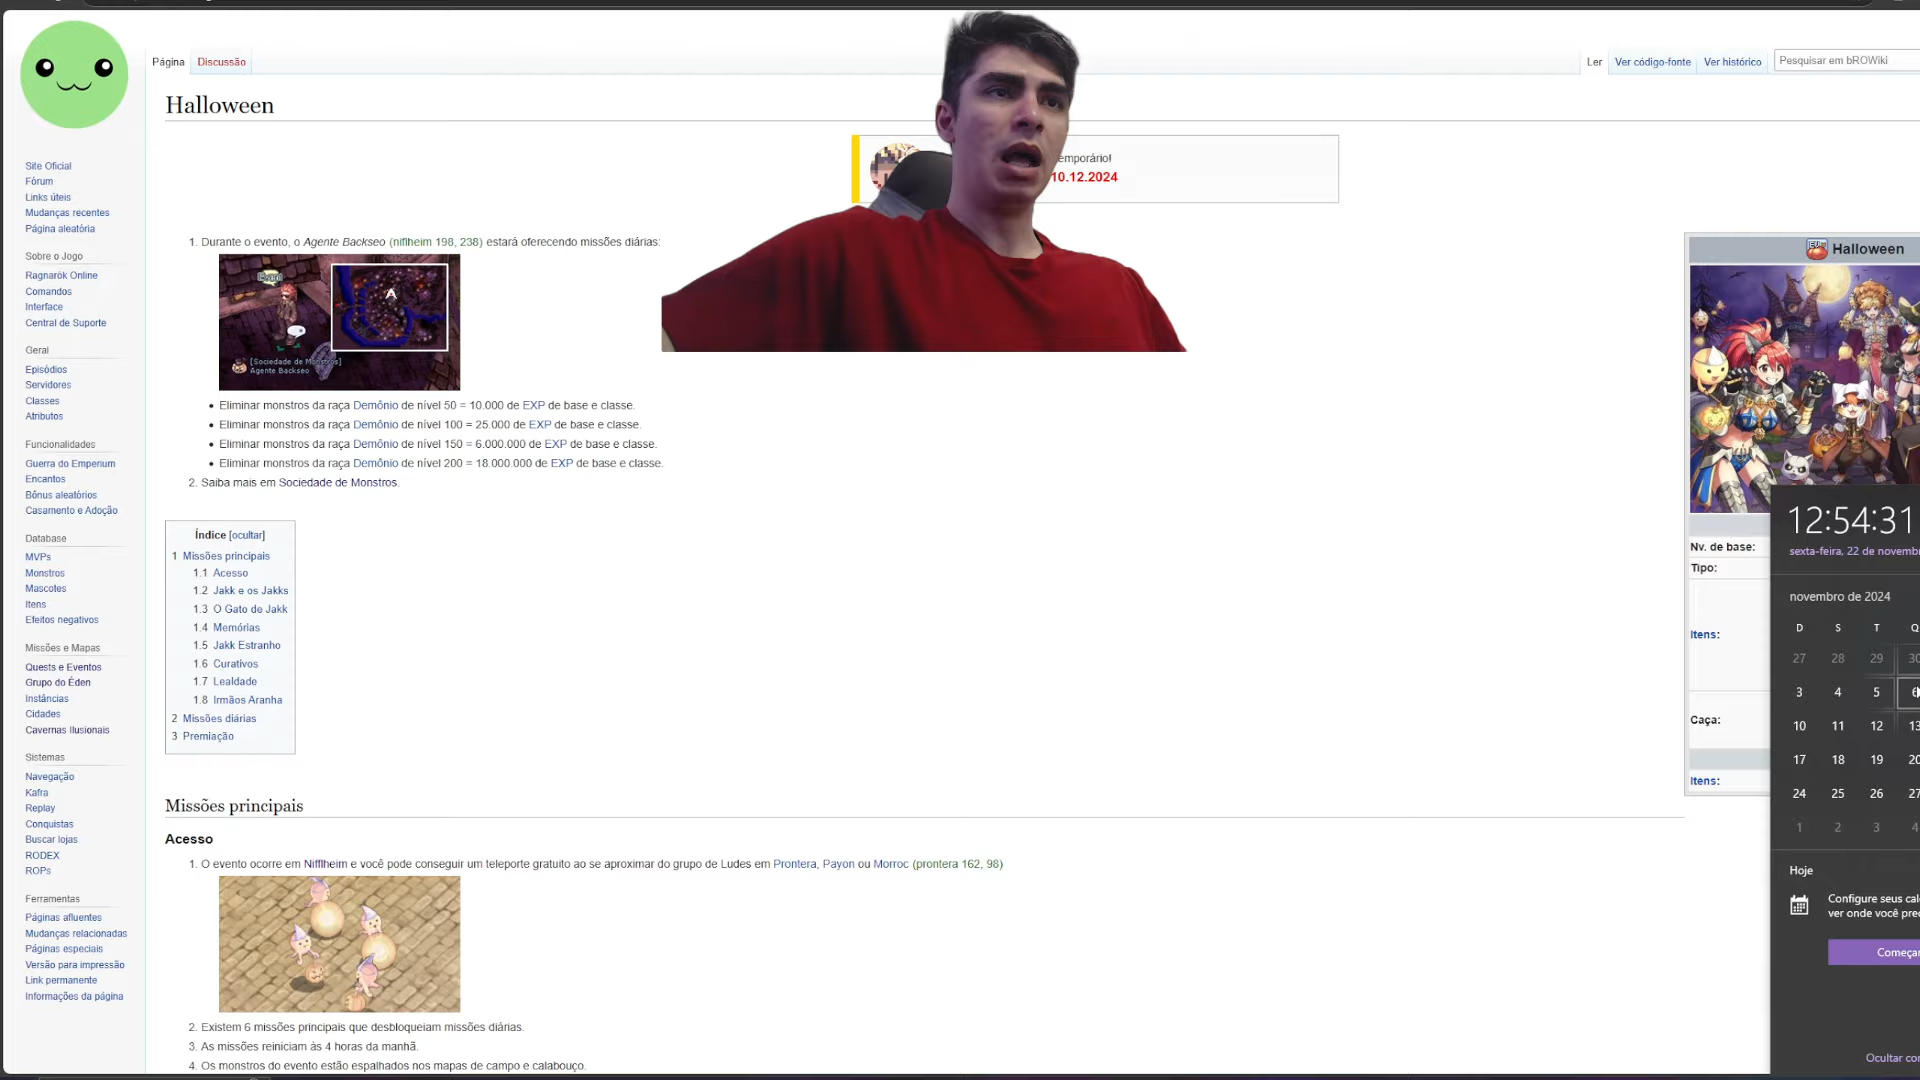 Página
Discussão
Ler
Ver código-fonte
Ver histórico
Pesquisar em bROWiki
Halloween
emporário!
10.12.2024
Site Oficial
Fórum
Links úteis
Mudanças recentes
Página aleatória
Sobre o Jogo
Ragnarök Online
Comandos
Interface
Central de Suporte
Geral
Episódios
Servidores
Classes
Atributos
Funcionalidades
Guerra do Emperium
Encantos
Bônus aleatórios
Casamento e Adoção
Database
MVPs
Monstros
Mascotes
Itens
Efeitos negativos
Missões e Mapas
Quests e Eventos
Grupo do Éden
Instâncias
Cidades
Cavernas Ilusionais
Sistemas
Navegação
Kafra
Replay
Conquistas
Buscar lojas
RODEX
ROPs
Ferramentas
Páginas afluentes
Mudanças relacionadas
Páginas especiais
Versão para impressão
Link permanente
Informações da página
1. Durante o evento, o Agente Backseo (niflheim 198, 238) estará oferecendo missões diárias:
[Sociedade de Monstros]
Agente Backseo
• Eliminar monstros da raça Demônio de nível 50 = 10.000 de EXP de base e classe.
• Eliminar monstros da raça Demônio de nível 100 = 25.000 de EXP de base e classe.
• Eliminar monstros da raça Demônio de nível 150 = 6.000.000 de EXP de base e classe.
• Eliminar monstros da raça Demônio de nível 200 = 18.000.000 de EXP de base e classe.
2. Saiba mais em Sociedade de Monstros.
Índice [ocultar]
1 Missões principais
1.1 Acesso
1.2 Jakk e os Jakks
1.3 O Gato de Jakk
1.4 Memórias
1.5 Jakk Estranho
1.6 Curativos
1.7 Lealdade
1.8 Irmãos Aranha
2 Missões diárias
3 Premiação
Missões principais
Acesso
1. O evento ocorre em Nifflheim e você pode conseguir um teleporte gratuito ao se aproximar do grupo de Ludes em Prontera, Payon ou Morroc (prontera 162, 98)
2. Existem 6 missões principais que desbloqueiam missões diárias.
3. As missões reiniciam às 4 horas da manhã.
4. Os monstros do evento estão espalhados nos mapas de campo e calabouço.
Halloween
Nv. de base:
Tipo:
Itens:
Caça:
Itens:
12:54:31
sexta-feira, 22 de novemb
novembro de 2024
D S T Q
27 28 29 30
3 4 5 6
10 11 12 13
17 18 19 20
24 25 26 27
1 2 3 4
Hoje
Configure seus cal
ver onde você prec
Começar
Ocultar con